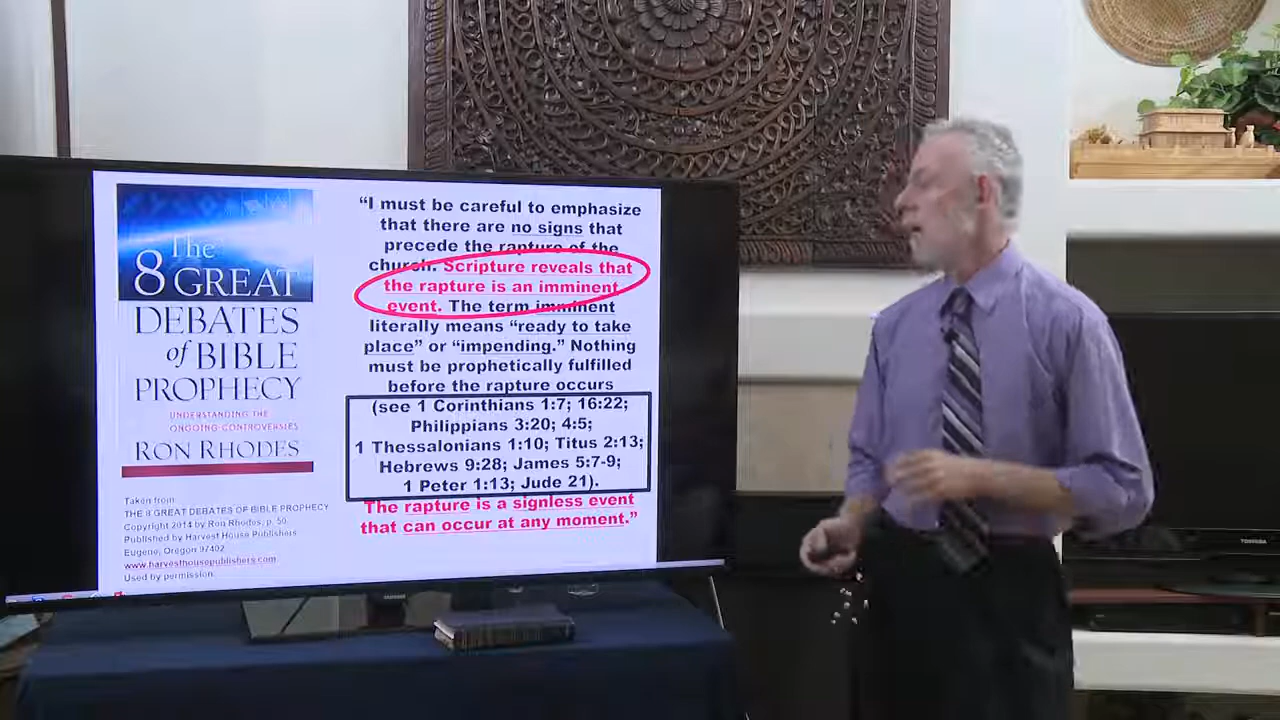 The
8 GREAT
DEBATES
of BIBLE
PROPHECY
UNDERSTANDING THE
ONGOING CONTROVERSIES
RON RHODES
Taken from
THE 8 GREAT DEBATES OF BIBLE PROPHECY
Copyright 2014 by Ron Rhodes, p. 50.
Published by Harvest House Publishers
Eugene, Oregon 97402
www.harvesthousepublishers.com
Used by permission.
“I must be careful to emphasize
that there are no signs that
precede the rapture of the
church. Scripture reveals that
the rapture is an imminent
event. The term imminent
literally means “ready to take
place” or “impending.” Nothing
must be prophetically fulfilled
before the rapture occurs
(see 1 Corinthians 1:7; 16:22;
Philippians 3:20; 4:5;
1 Thessalonians 1:10; Titus 2:13;
Hebrews 9:28; James 5:7-9;
1 Peter 1:13; Jude 21).
The rapture is a signless event
that can occur at any moment.”
TOSHIBA